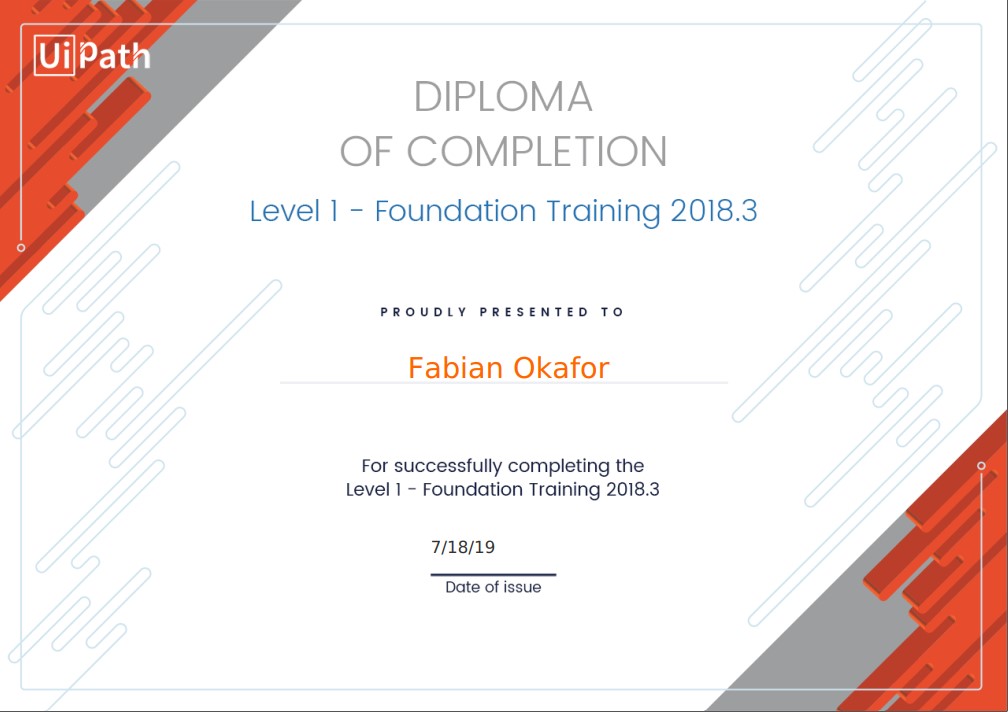 UiPath
DIPLOMA
OF COMPLETION
Level 1 - Foundation Training 2018.3
PROUDLY PRESENTED TO
Fabian Okafor
For successfully completing the
Level 1 - Foundation Training 2018.3
7/18/19
Date of issue